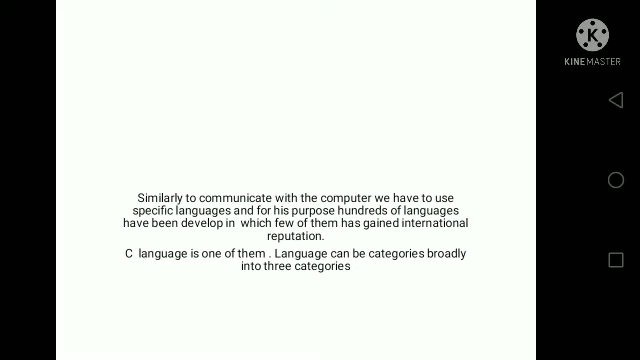 Similarly to communicate with the computer we have to use
specific languages and for his purpose hundreds of languages
have been develop in  which few of them has gained international
reputation.
C  language is one of them . Language can be categories broadly
into three categories
K
KINEMASTER